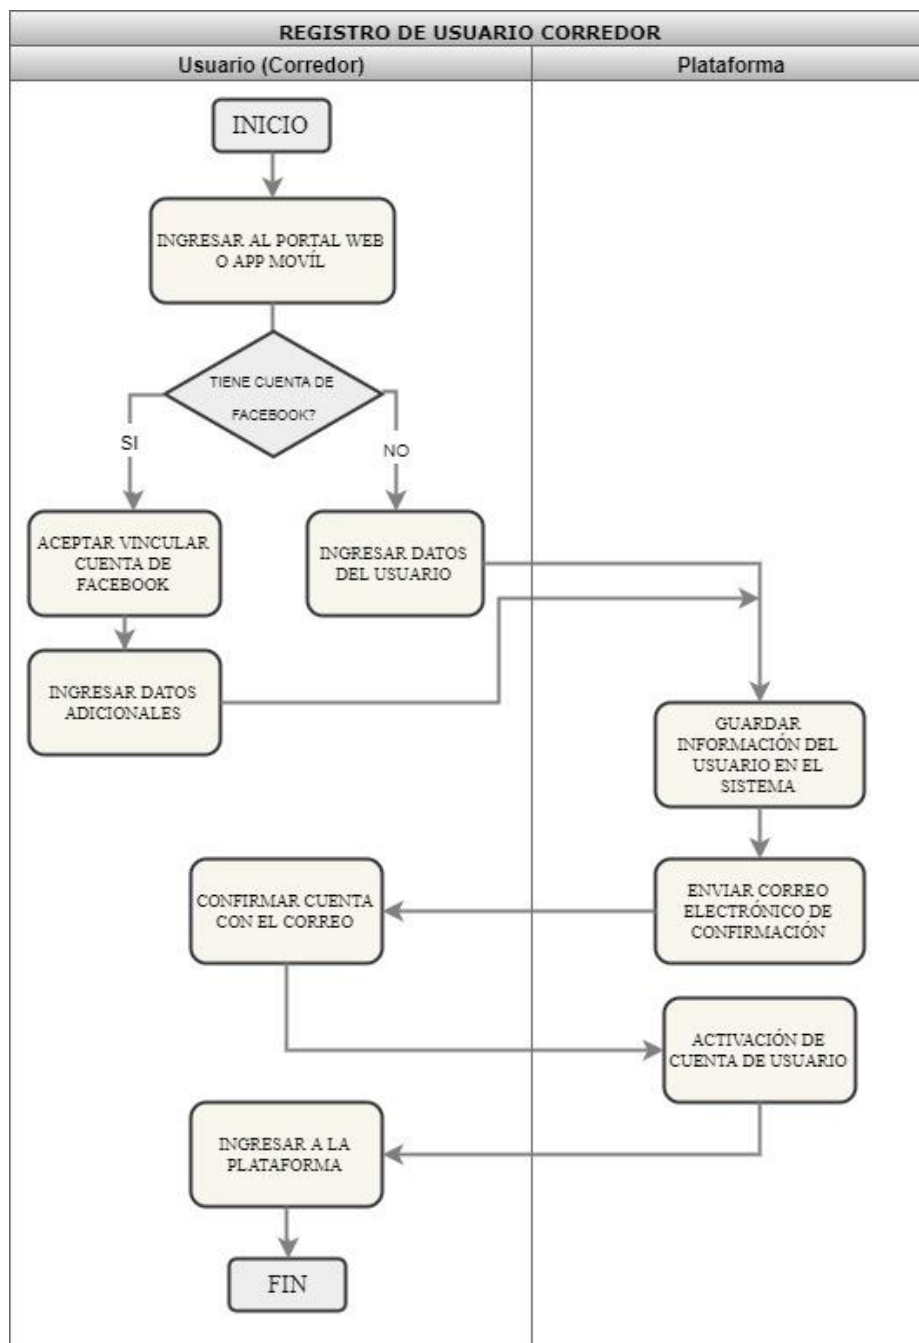 REGISTRO DE USUARIO CORREDOR
Usuario (Corredor)
Plataforma
INICIO
INGRESAR AL PORTAL WEB
O APP MOVÍL
TIENE CUENTA DE
FACEBOOK?
SI
NO
ACEPTAR VINCULAR
CUENTA DE
FACEBOOK
INGRESAR DATOS
DEL USUARIO
INGRESAR DATOS
ADICIONALES
GUARDAR
INFORMACIÓN DEL
USUARIO EN EL
SISTEMA
ENVIAR CORREO
ELECTRÓNICO DE
CONFIRMACIÓN
CONFIRMAR CUENTA
CON EL CORREO
ACTIVACIÓN DE
CUENTA DE USUARIO
INGRESAR A LA
PLATAFORMA
FIN